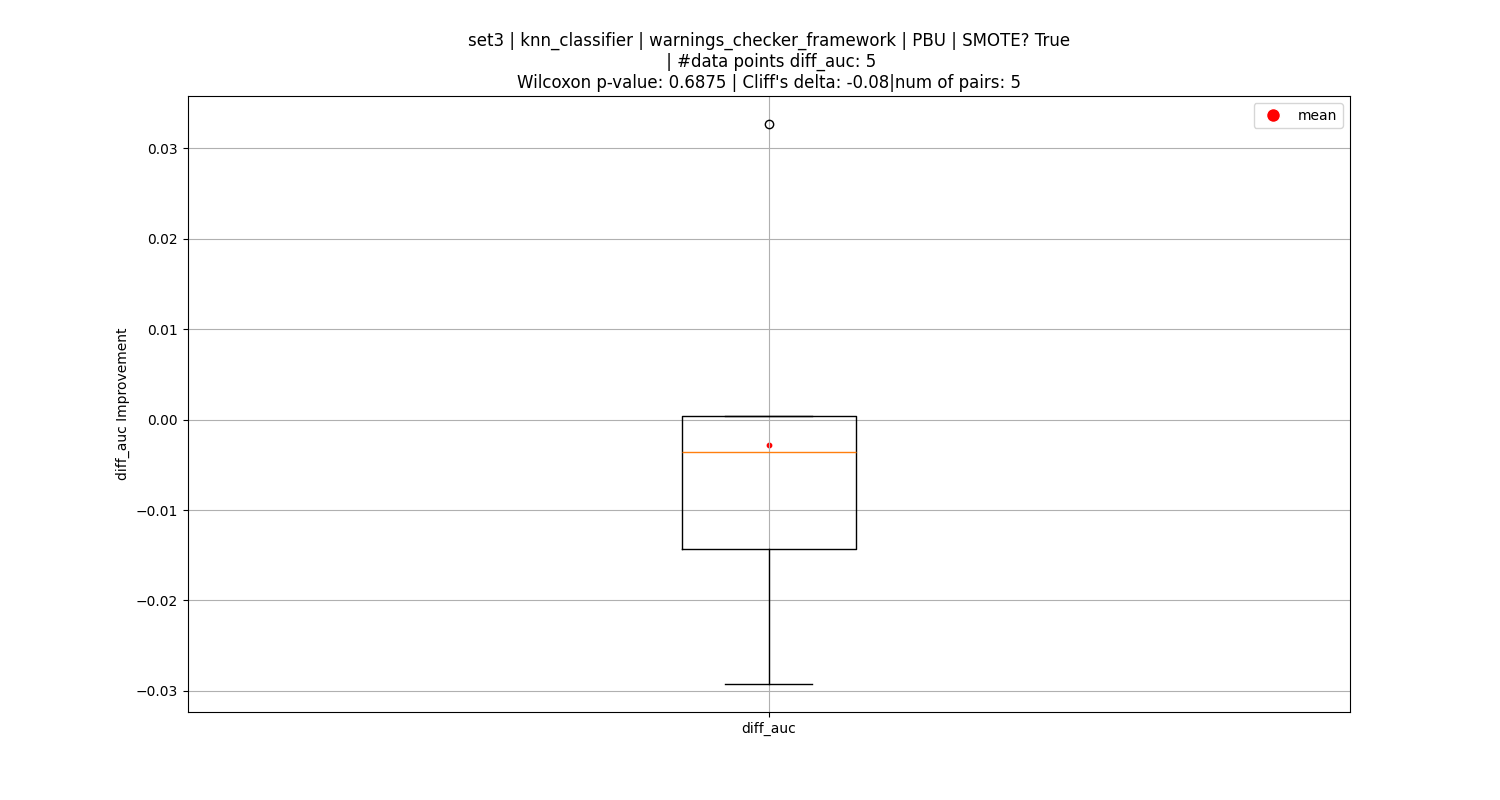 set3 | knn_classifier | warnings_checker_framework | PBU | SMOTE? True
| #data points diff_auc: 5
Wilcoxon p-value: 0.6875 | Cliff's delta: -0.08|num of pairs: 5
mean
0.03
0.02
0.01
0.00
−0.01
−0.02
−0.03
diff_auc Improvement
diff_auc